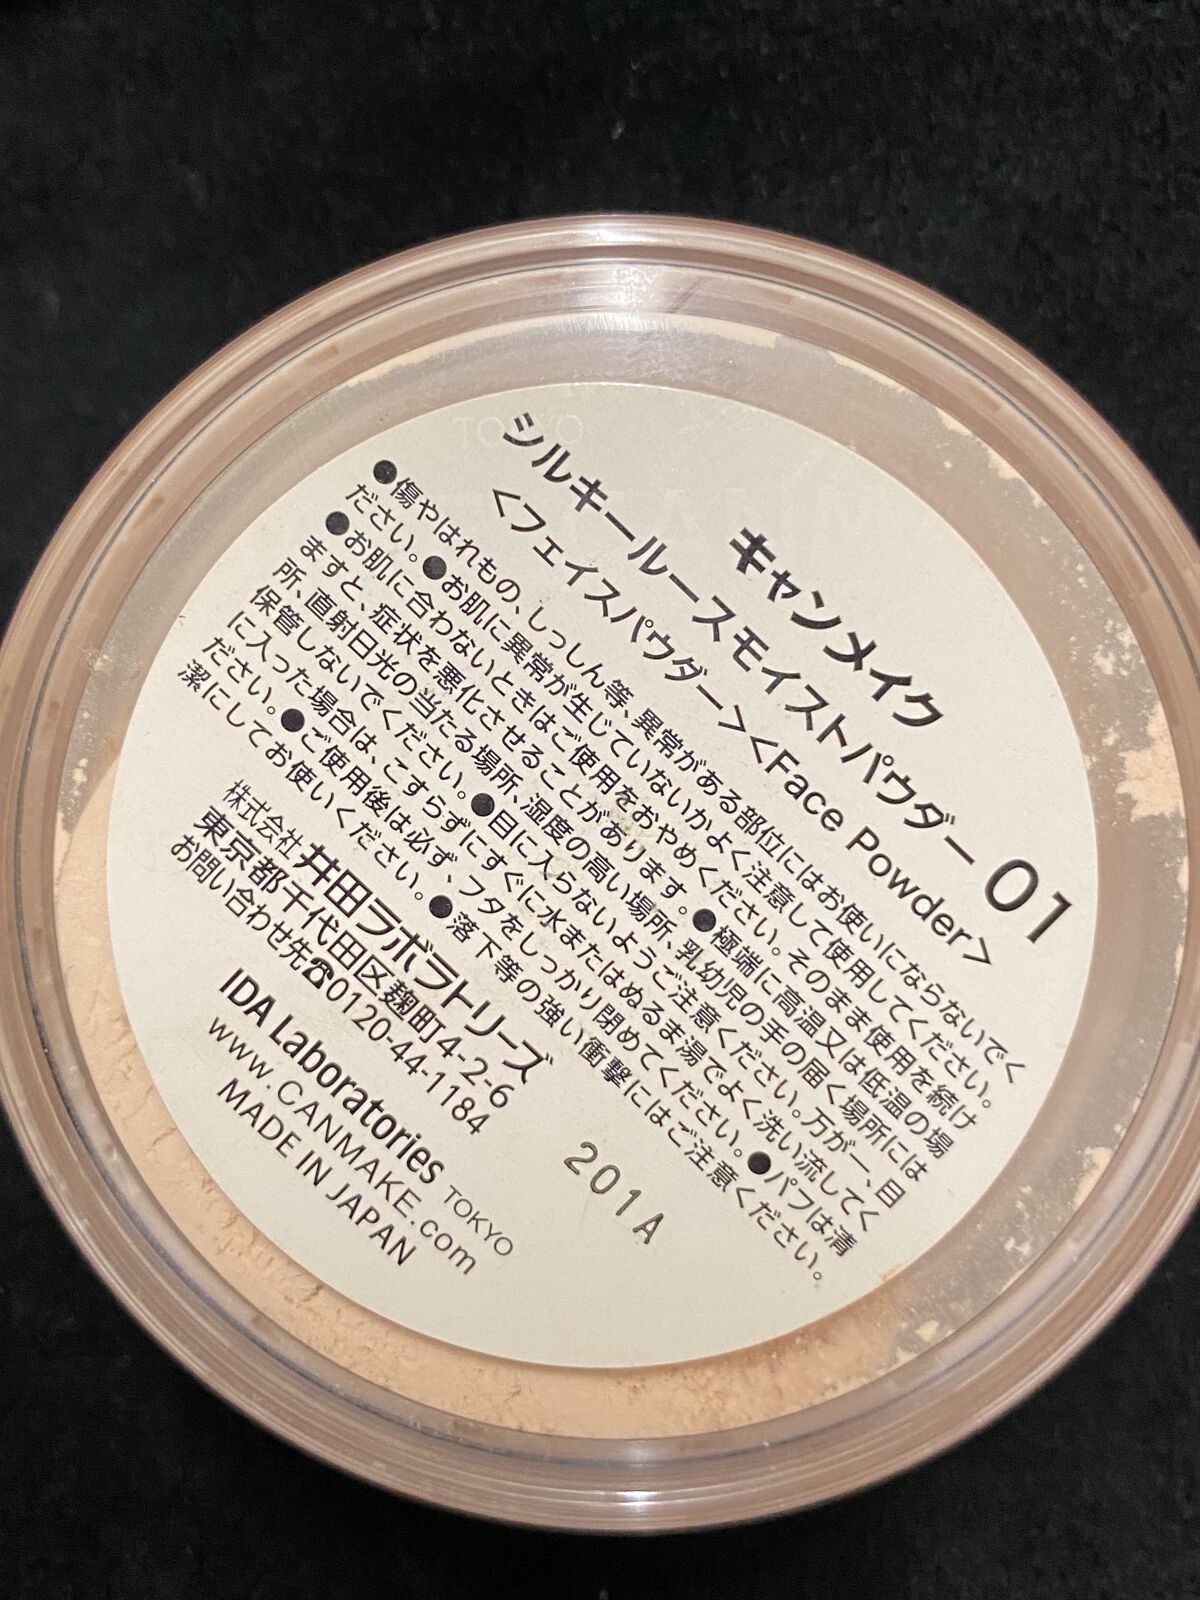 キャンメイク
シルキールースモイストパウダー 01
<フェイスパウダー><Face Powder>
●傷やはれもの、しっしん等、異常がある部位にはお使いにならないでく
ださい。●お肌に異常が生じていないかよく注意して使用してください。
●お肌に合わないときはご使用をおやめください。そのまま使用を続け
ますと、症状を悪化させることがあります。●極端に高温又は低温の場
所、直射日光の当たる場所、湿度の高い場所、乳幼児の手の届く場所には
保管しないでください。●目に入らないようご注意ください。万が一、目
に入った場合は、こすらずにすぐに水またはぬるま湯でよく洗い流してく
ださい。●ご使用後は必ず、フタをしっかり閉めてください。●パフは清
潔にしてお使いください。●落下等の強い衝撃にはご注意ください。
株式会社 井田ラボラトリーズ
東京都千代田区麹町4-2-6
お問い合わせ先☎0120-44-1184
IDA Laboratories TOKYO
www.CANMAKE.com
MADE IN JAPAN
201A